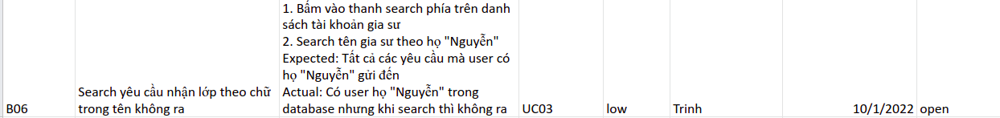 1. Bấm vào thanh search phía trên danh
sách tài khoản gia sư
2. Search tên gia sư theo họ "Nguyễn"
Expected: Tất cả các yêu cầu mà user có
họ "Nguyễn" gửi đến
Search yêu cầu nhận lớp theo chữ
Actual: Có user họ "Nguyễn" trong
B06
trong tên không ra
database nhưng khi search thì không ra
UC03
low
Trinh
10/1/2022
open